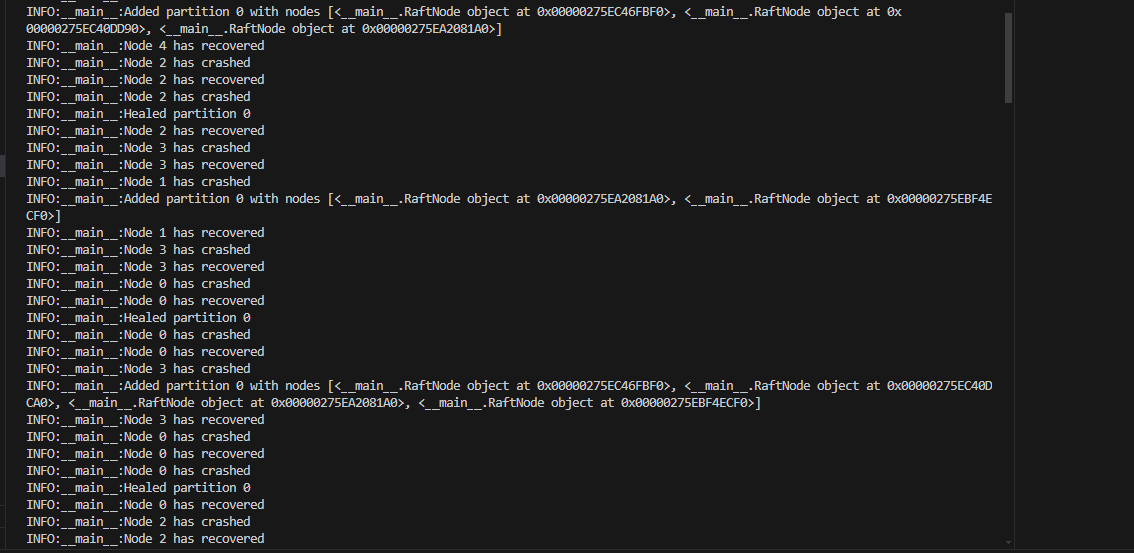 INFO:__main__:Added partition 0 with nodes [<__main__.RaftNode object at 0x00000275EC46FBF0>, <__main__.RaftNode object at 0x
00000275EC40DD90>, <__main__.RaftNode object at 0x00000275EA2081A0>]
INFO:__main__:Node 4 has recovered
INFO:__main__:Node 2 has crashed
INFO:__main__:Node 2 has recovered
INFO:__main__:Node 2 has crashed
INFO:__main__:Healed partition 0
INFO:__main__:Node 2 has recovered
INFO:__main__:Node 3 has crashed
INFO:__main__:Node 3 has recovered
INFO:__main__:Node 1 has crashed
INFO:__main__:Added partition 0 with nodes [<__main__.RaftNode object at 0x00000275EA2081A0>, <__main__.RaftNode object at 0x00000275EBF4E
CF0>]
INFO:__main__:Node 1 has recovered
INFO:__main__:Node 3 has crashed
INFO:__main__:Node 3 has recovered
INFO:__main__:Node 0 has crashed
INFO:__main__:Node 0 has recovered
INFO:__main__:Healed partition 0
INFO:__main__:Node 0 has crashed
INFO:__main__:Node 0 has recovered
INFO:__main__:Node 3 has crashed
INFO:__main__:Added partition 0 with nodes [<__main__.RaftNode object at 0x00000275EC46FBF0>, <__main__.RaftNode object at 0x00000275EC40D
CA0>, <__main__.RaftNode object at 0x00000275EA2081A0>, <__main__.RaftNode object at 0x00000275EBF4ECF0>]
INFO:__main__:Node 3 has recovered
INFO:__main__:Node 0 has crashed
INFO:__main__:Node 0 has recovered
INFO:__main__:Node 0 has crashed
INFO:__main__:Healed partition 0
INFO:__main__:Node 0 has recovered
INFO:__main__:Node 2 has crashed
INFO:__main__:Node 2 has recovered